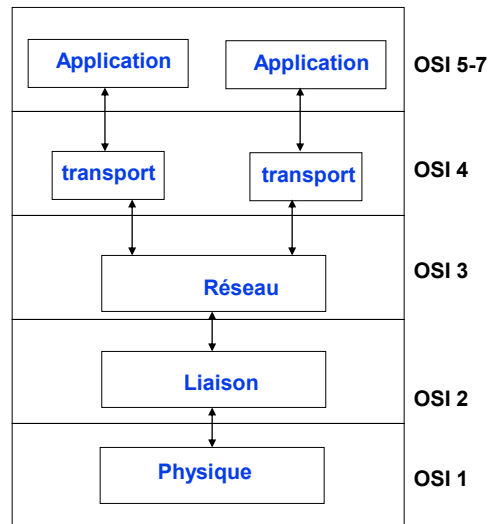 Application
Application
OSI 5-7
transport
transport
OSI 4
Réseau
OSI 3
Liaison
OSI 2
Physique
OSI 1